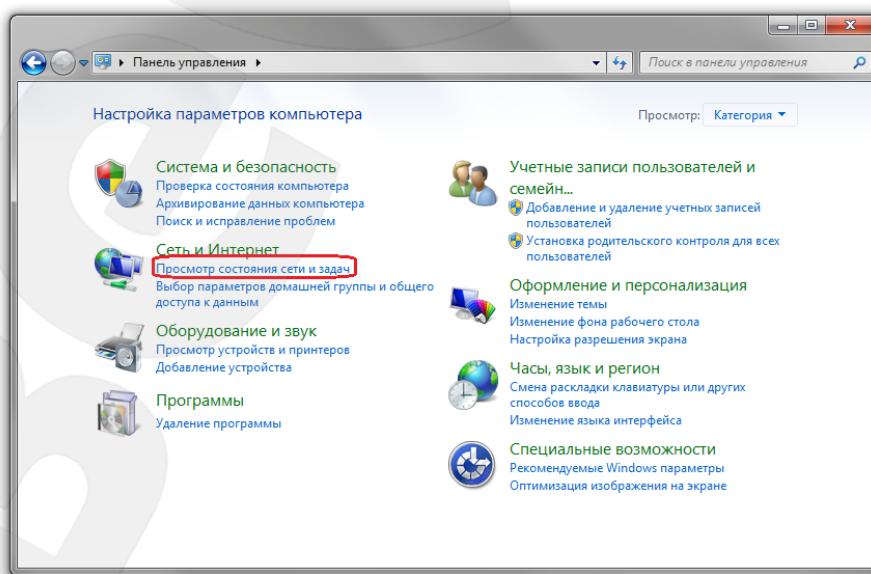 Панель управления
Поиск в панели управления
Настройка параметров компьютера
Просмотр: Категория
Система и безопасность
Проверка состояния компьютера
Архивирование данных компьютера
Поиск и исправление проблем
Сеть и Интернет
Просмотр состояния сети и задач
Выбор параметров домашней группы и общего
доступа к данным
Оборудование и звук
Просмотр устройств и принтеров
Добавление устройства
Программы
Удаление программы
Учетные записи пользователей и
семейн...
Добавление и удаление учетных записей
пользователей
Установка родительского контроля для всех
пользователей
Оформление и персонализация
Изменение темы
Изменение фона рабочего стола
Настройка разрешения экрана
Часы, язык и регион
Смена раскладки клавиатуры или других
способов ввода
Изменение языка интерфейса
Специальные возможности
Рекомендуемые Windows параметры
Оптимизация изображения на экране